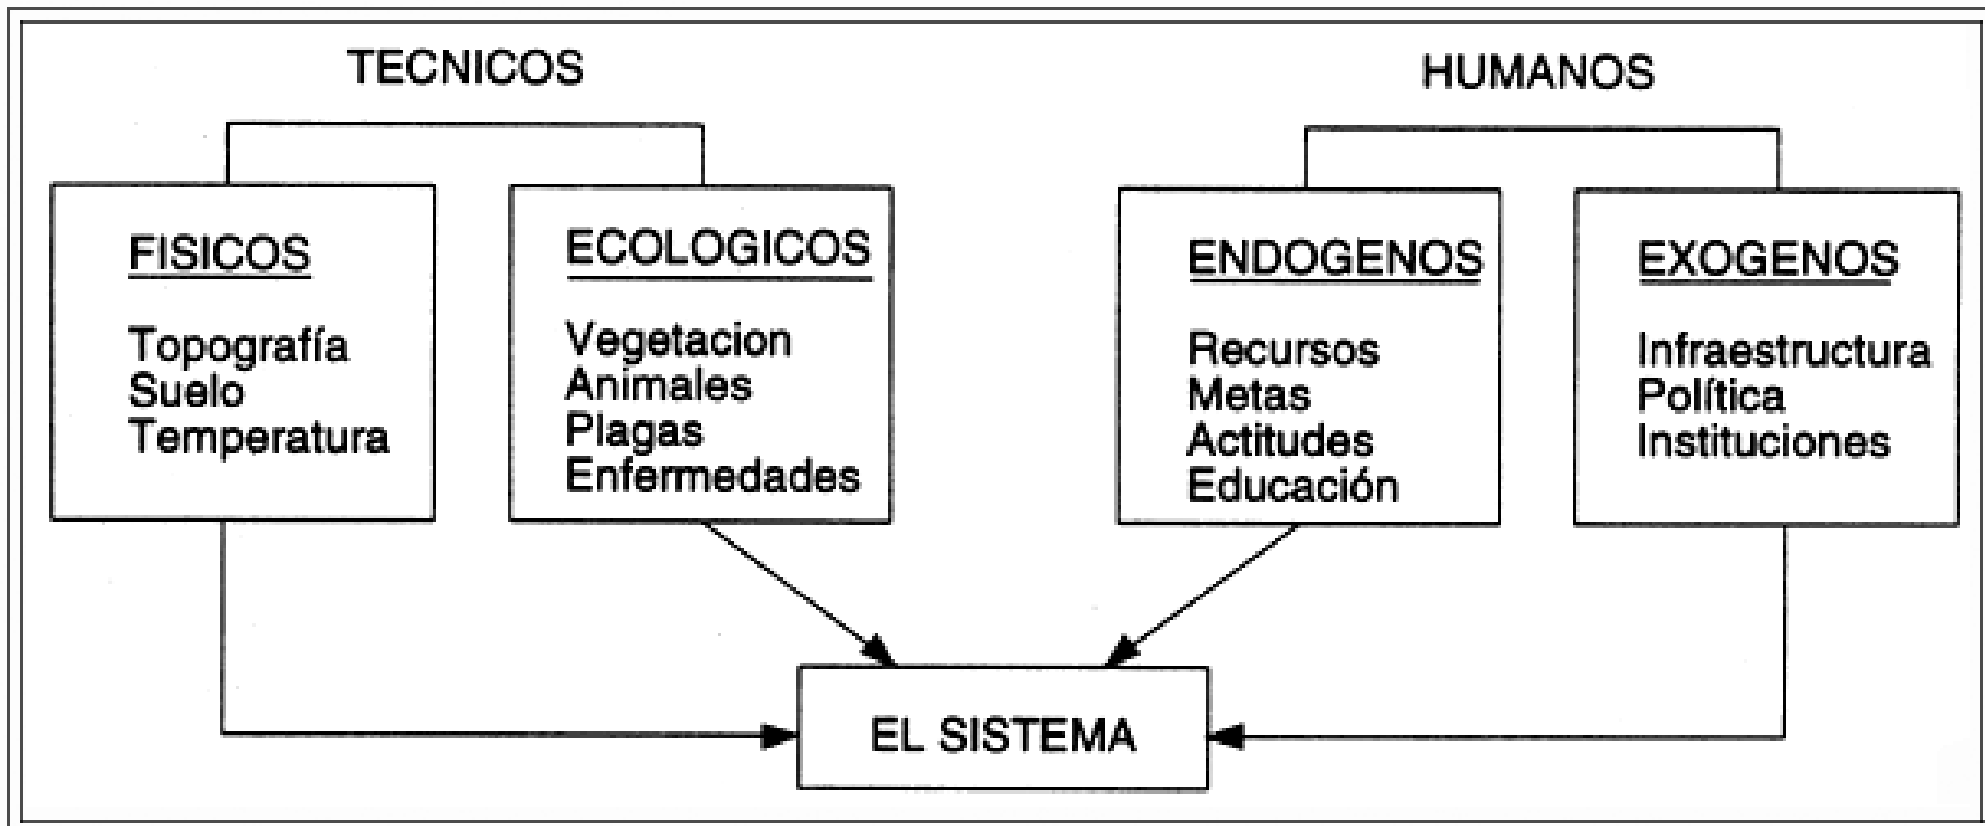 TECNICOS
HUMANOS
FISICOS
Topografía
Suelo
Temperatura
ECOLOGICOS
Vegetacion
Animales
Plagas
Enfermedades
ENDOGENOS
Recursos
Metas
Actitudes
Educación
EXOGENOS
Infraestructura
Política
Instituciones
EL SISTEMA